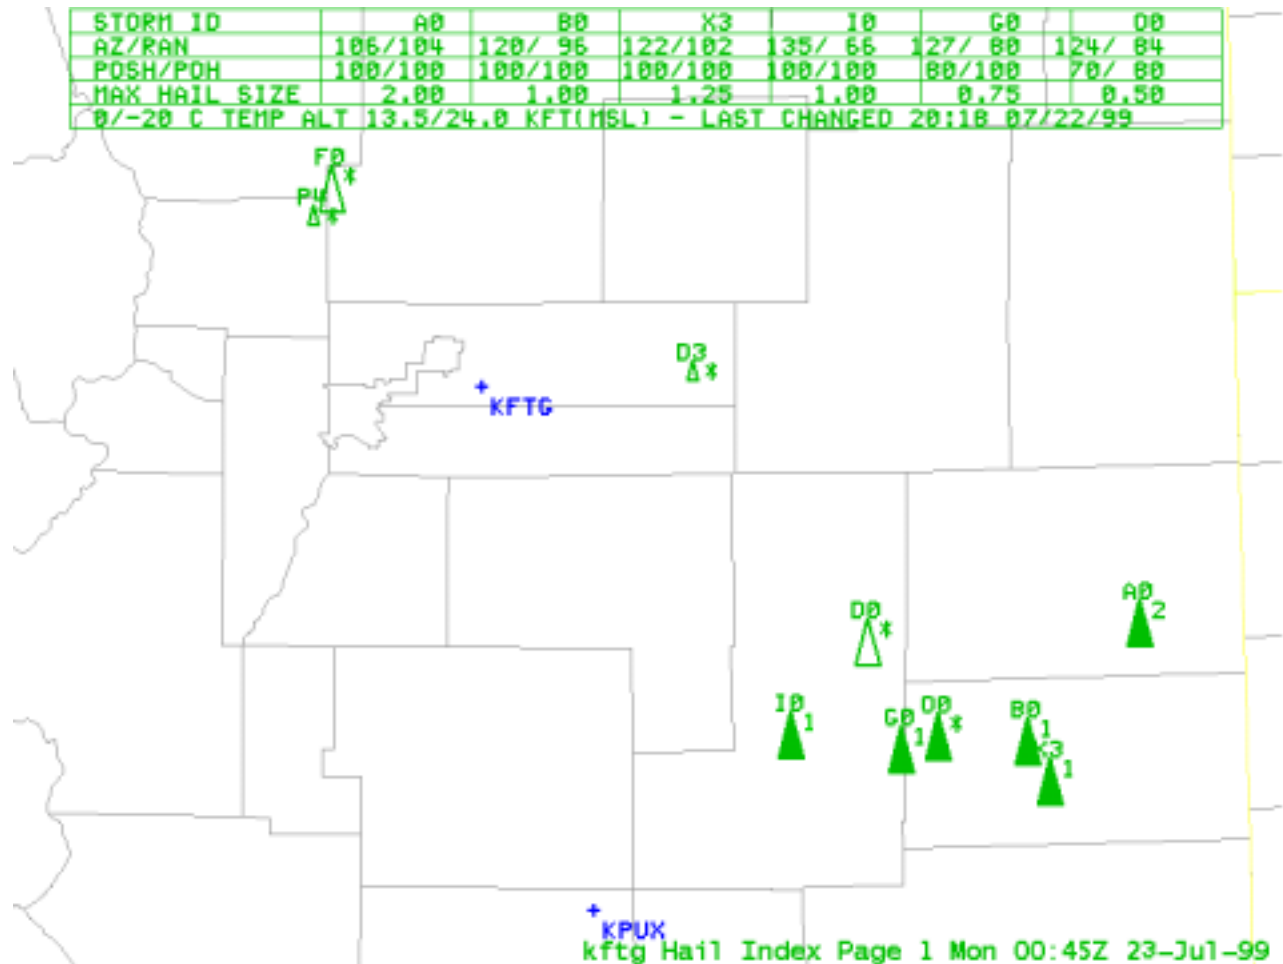 STORM ID A0 B0 X3 I0 G0 O0
AZ/RAN 106/104 120/ 96 122/102 135/ 66 127/ 80 124/ 84
POSH/POH 100/100 100/100 100/100 100/100 80/100 70/ 80
MAX HAIL SIZE 2.00 1.00 1.25 1.00 0.75 0.50
0/-20 C TEMP ALT 13.5/24.0 KFT(MSL) - LAST CHANGED 20:18 07/22/99
F0
*
P4
*
D3
*
KFTG
A0
2
D0
*
I0
1
G0
1
O0
*
B0
1
X3
1
KPUX
kftg Hail Index Page 1 Mon 00:45Z 23-Jul-99